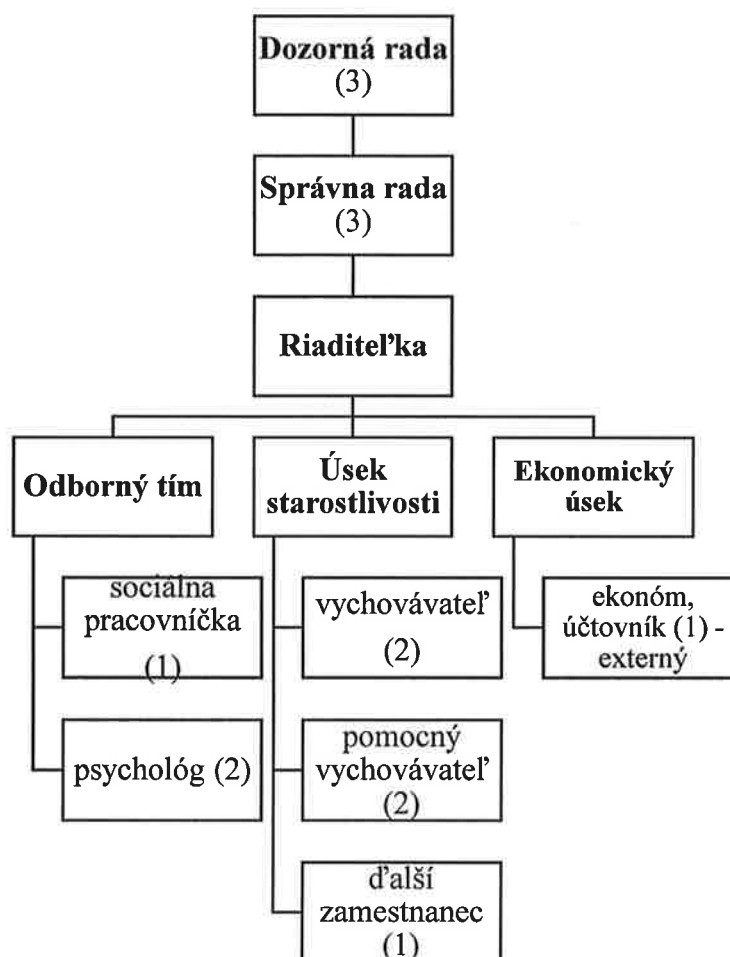 Dozorná rada
(3)
Správna rada
(3)
Riaditeľka
Odborný tím
Úsek
starostlivosti
Ekonomický
úsek
sociálna
pracovníčka
(1)
psychológ (2)
vychovávateľ
(2)
pomocný
vychovávateľ
(2)
ďalší
zamestnanec
(1)
ekonóm,
účtovník (1) -
externý